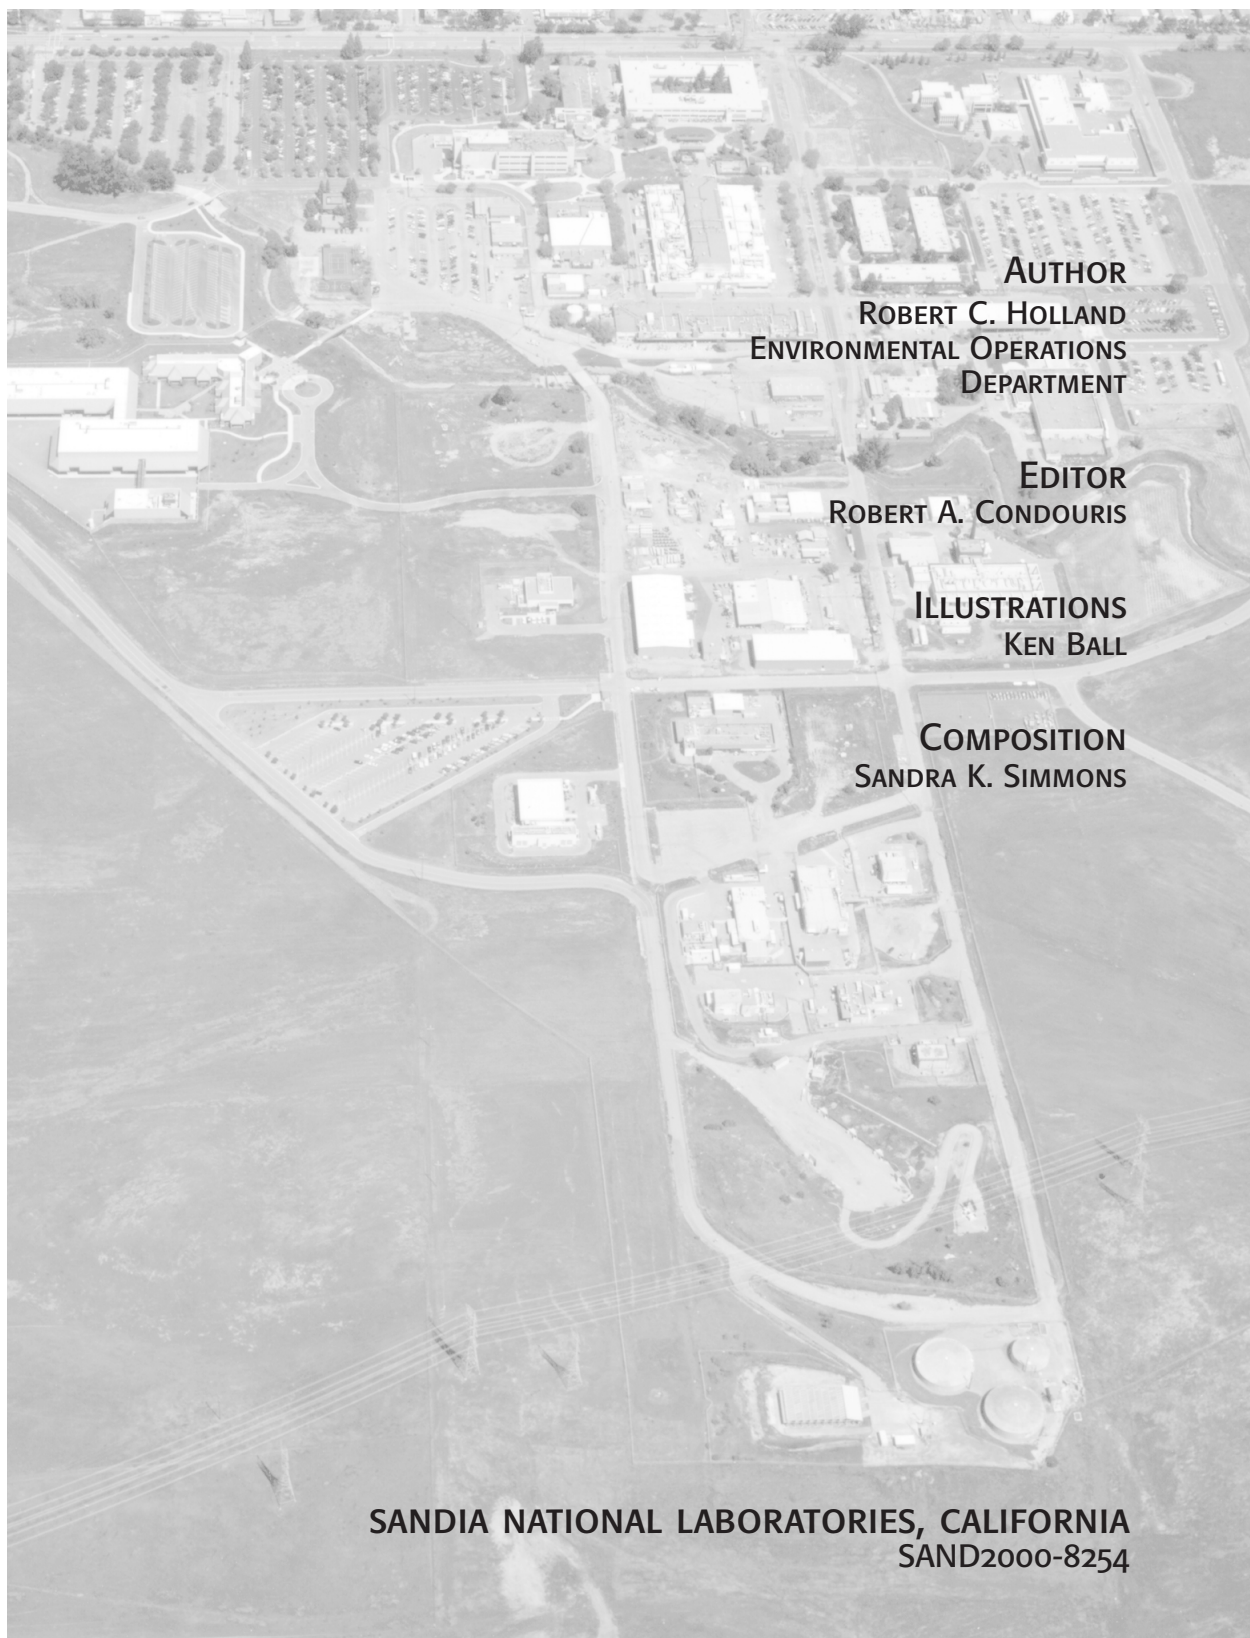 AUTHOR
ROBERT C. HOLLAND
ENVIRONMENTAL OPERATIONS
DEPARTMENT
EDITOR
ROBERT A. CONDOURIS
ILLUSTRATIONS
KEN BALL
COMPOSITION
SANDRA K. SIMMONS
SANDIA NATIONAL LABORATORIES, CALIFORNIA
SAND2000-8254